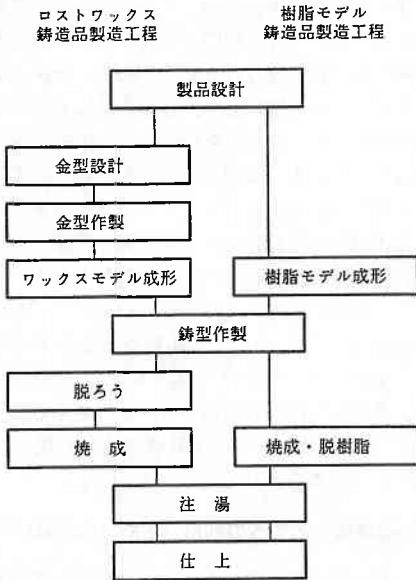 ロストワックス
鋳造品製造工程
樹脂モデル
鋳造品製造工程
製品設計
金型設計
金型作製
ワックスモデル成形
樹脂モデル成形
鋳型作製
脱ろう
焼 成
焼成・脱樹脂
注 湯
仕 上